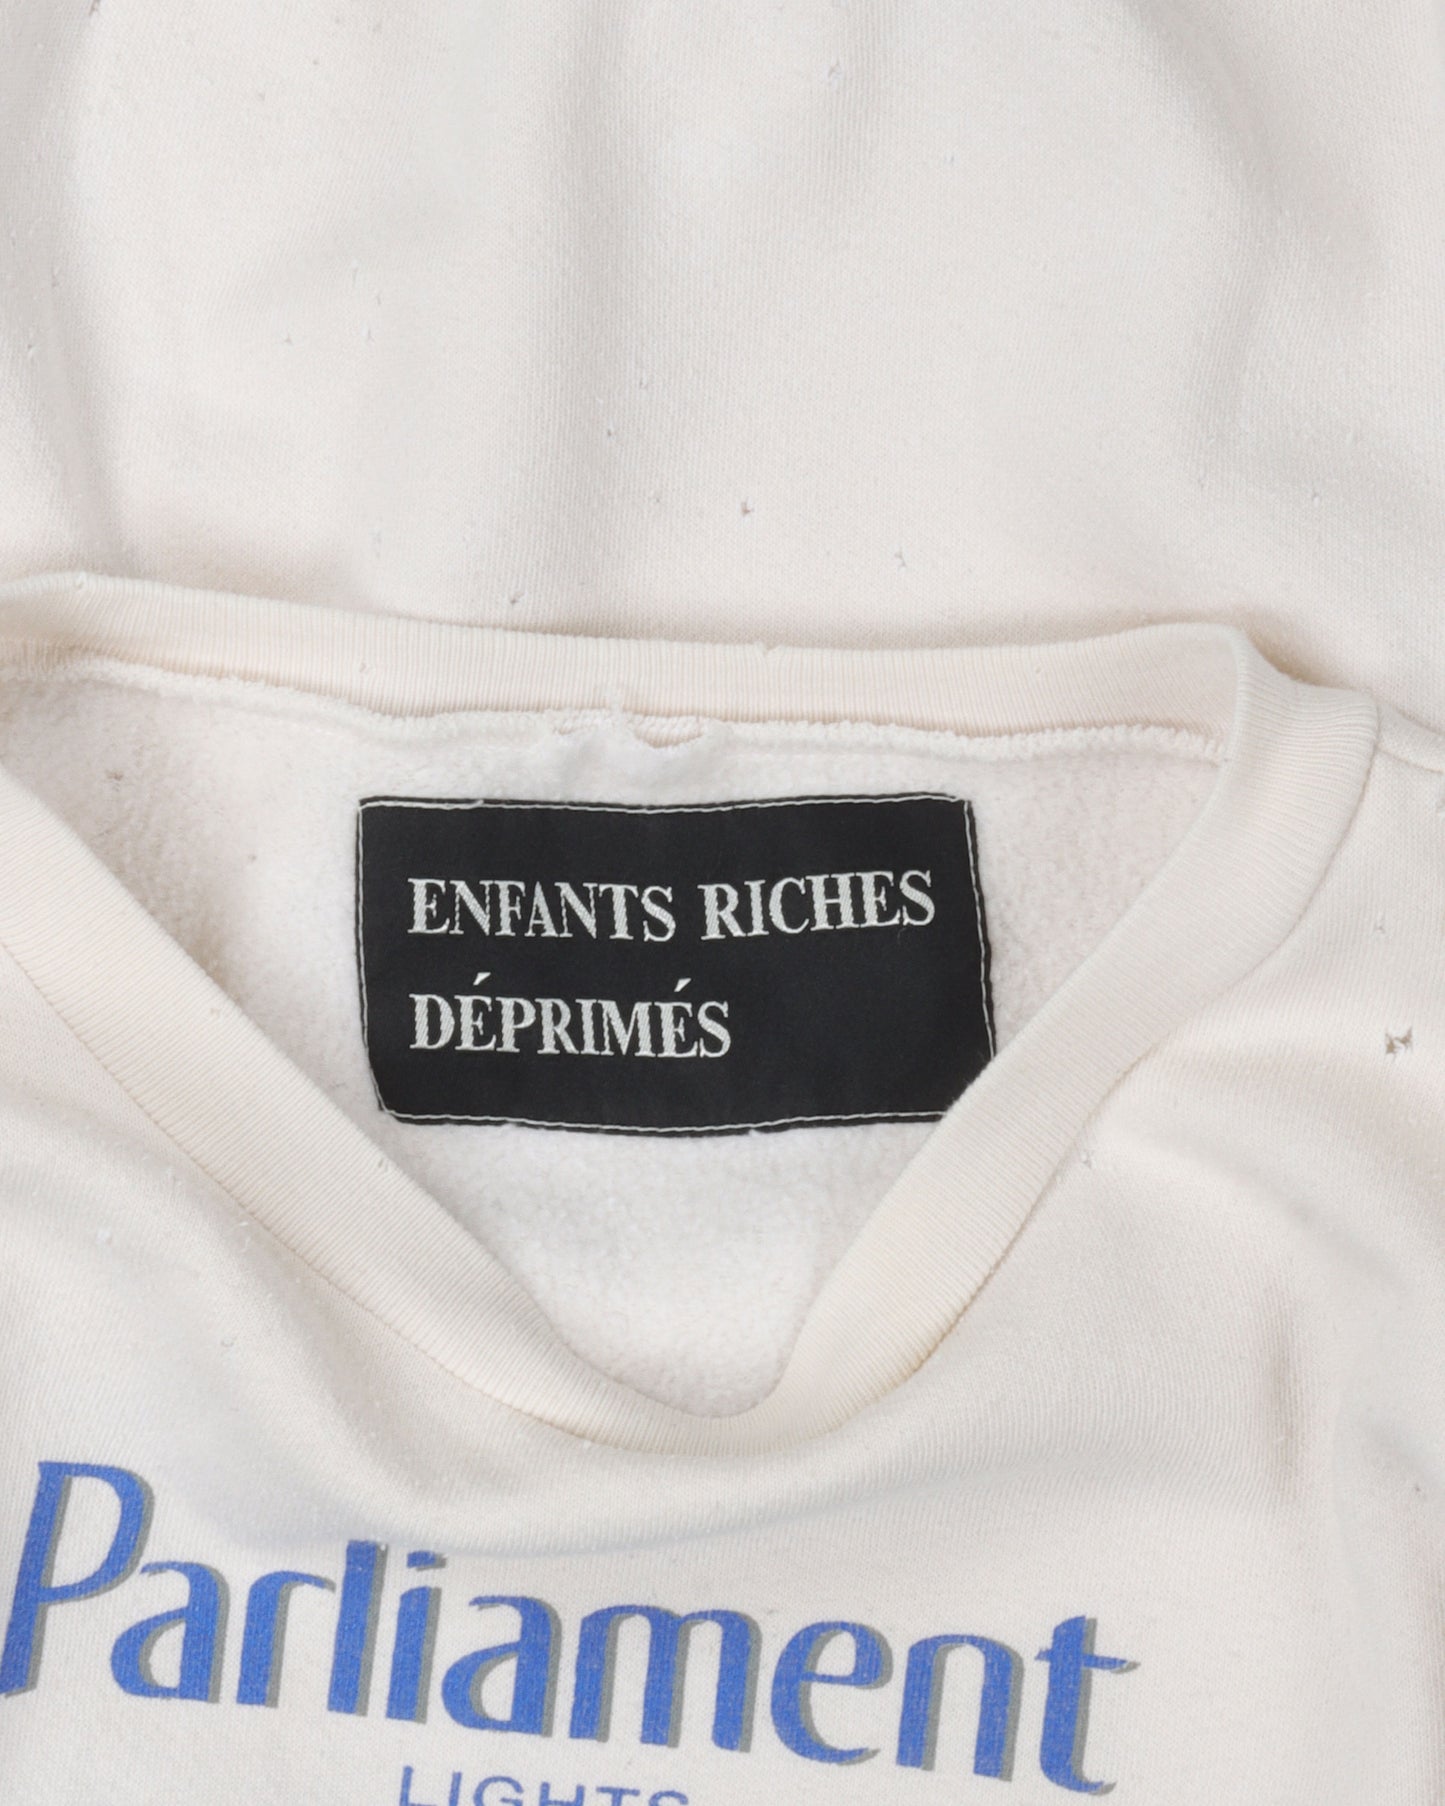 ENFANTS RICHES
DÉPRIMÉS
Parliament
LIGHTS